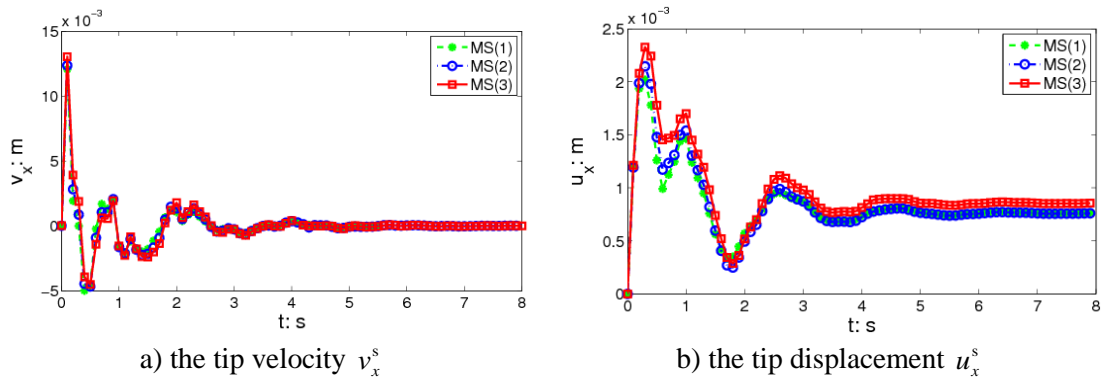 x 10⁻³
15
10
5
0
−5
v_x: m
0 1 2 3 4 5 6 7 8
t: s
MS(1)
MS(2)
MS(3)
a) the tip velocity v_x^s
x 10⁻³
2.5
2
1.5
1
0.5
0
u_x: m
0 1 2 3 4 5 6 7 8
t: s
MS(1)
MS(2)
MS(3)
b) the tip displacement u_x^s